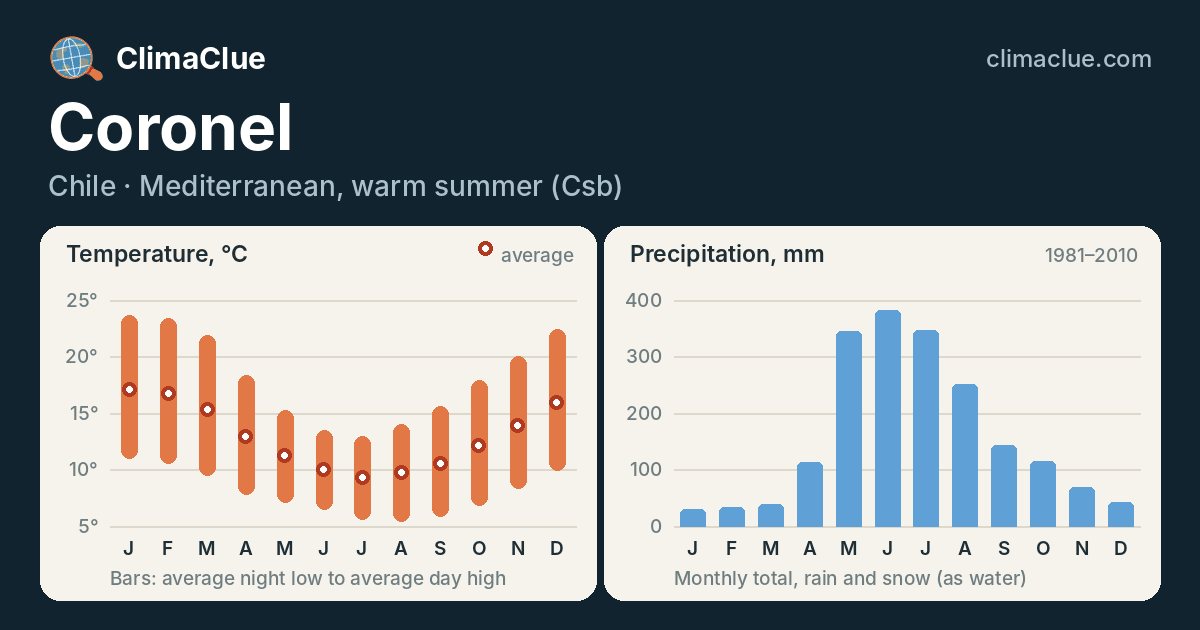 ClimaClue
climaclue.com
Coronel
Chile · Mediterranean, warm summer (Csb)
Temperature, °C
average
25°
20°
15°
10°
5°
J F M A M J J A S O N D
Bars: average night low to average day high
Precipitation, mm
1981–2010
400
300
200
100
0
J F M A M J J A S O N D
Monthly total, rain and snow (as water)